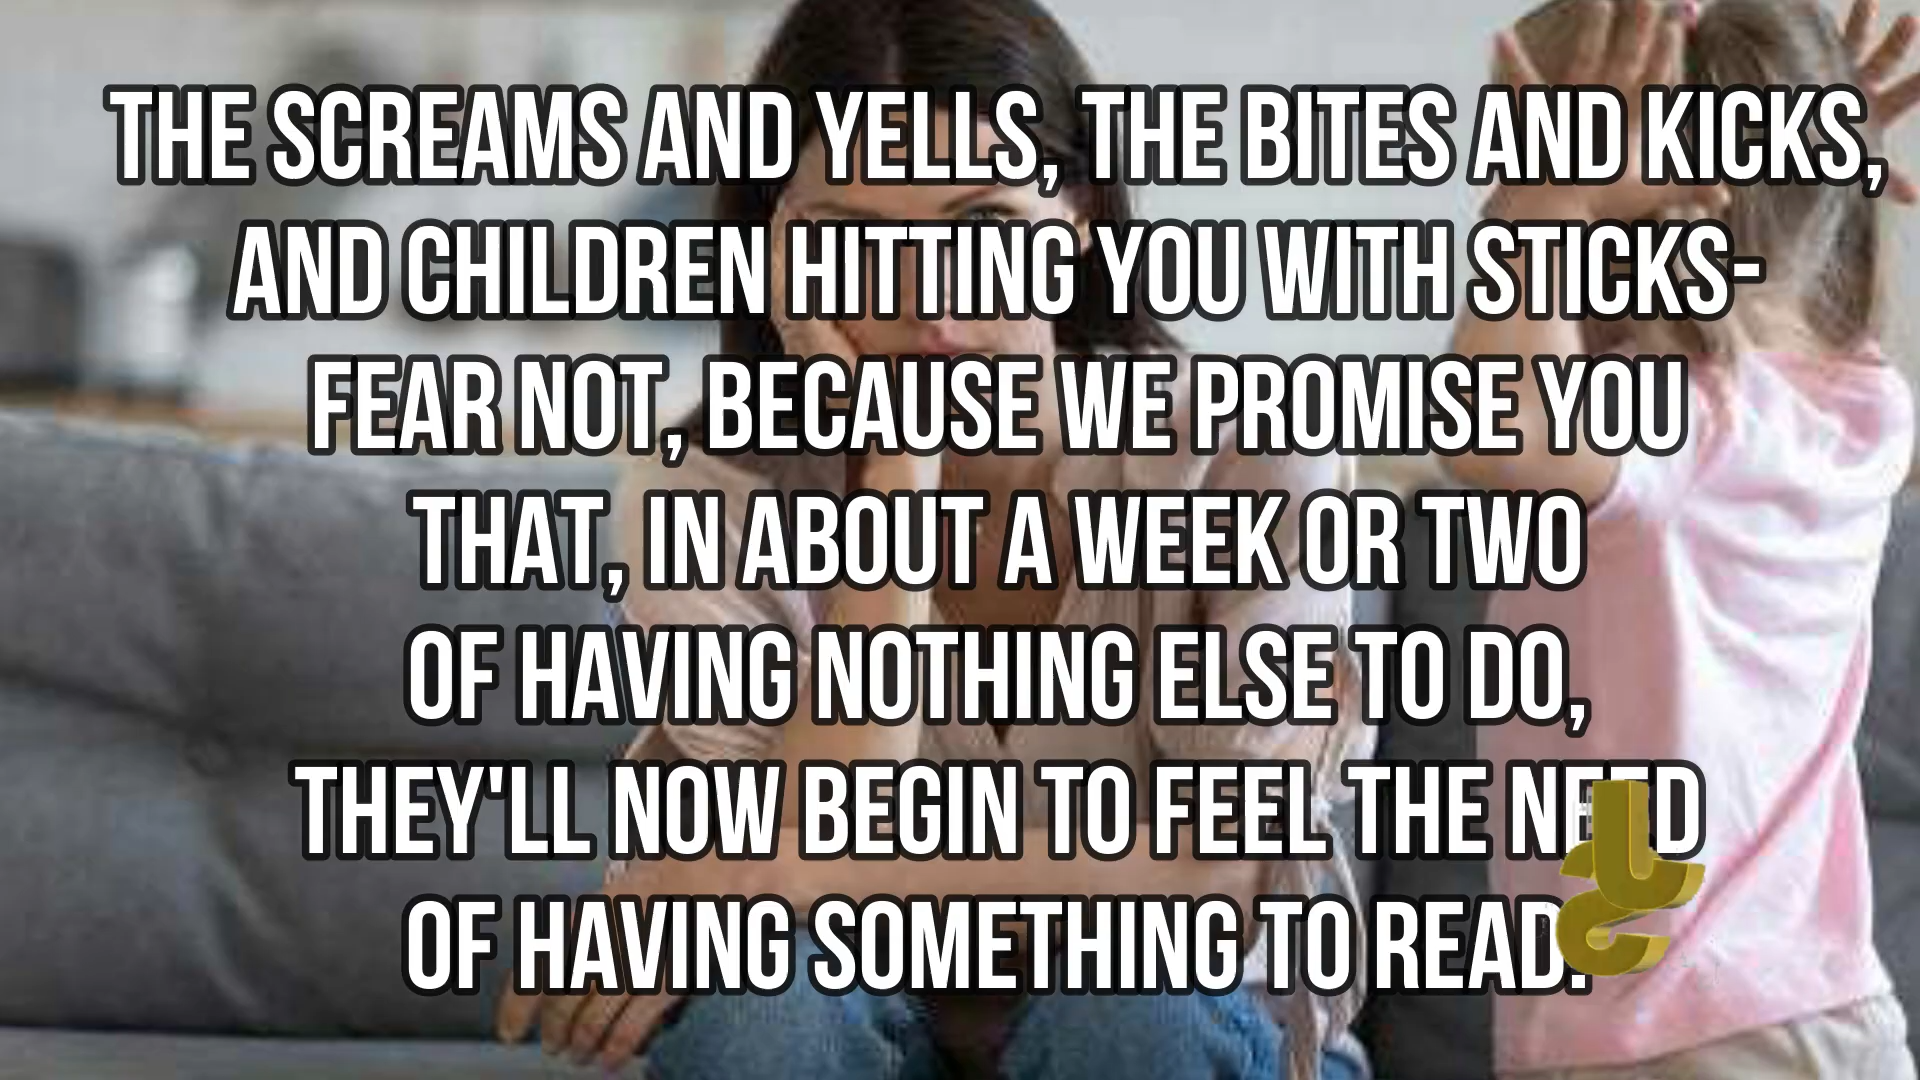 THE SCREAMS AND YELLS, THE BITES AND KICKS,
AND CHILDREN HITTING YOU WITH STICKS-
FEAR NOT, BECAUSE WE PROMISE YOU
THAT, IN ABOUT A WEEK OR TWO
OF HAVING NOTHING ELSE TO DO,
THEY'LL NOW BEGIN TO FEEL THE NEED
OF HAVING SOMETHING TO READ.